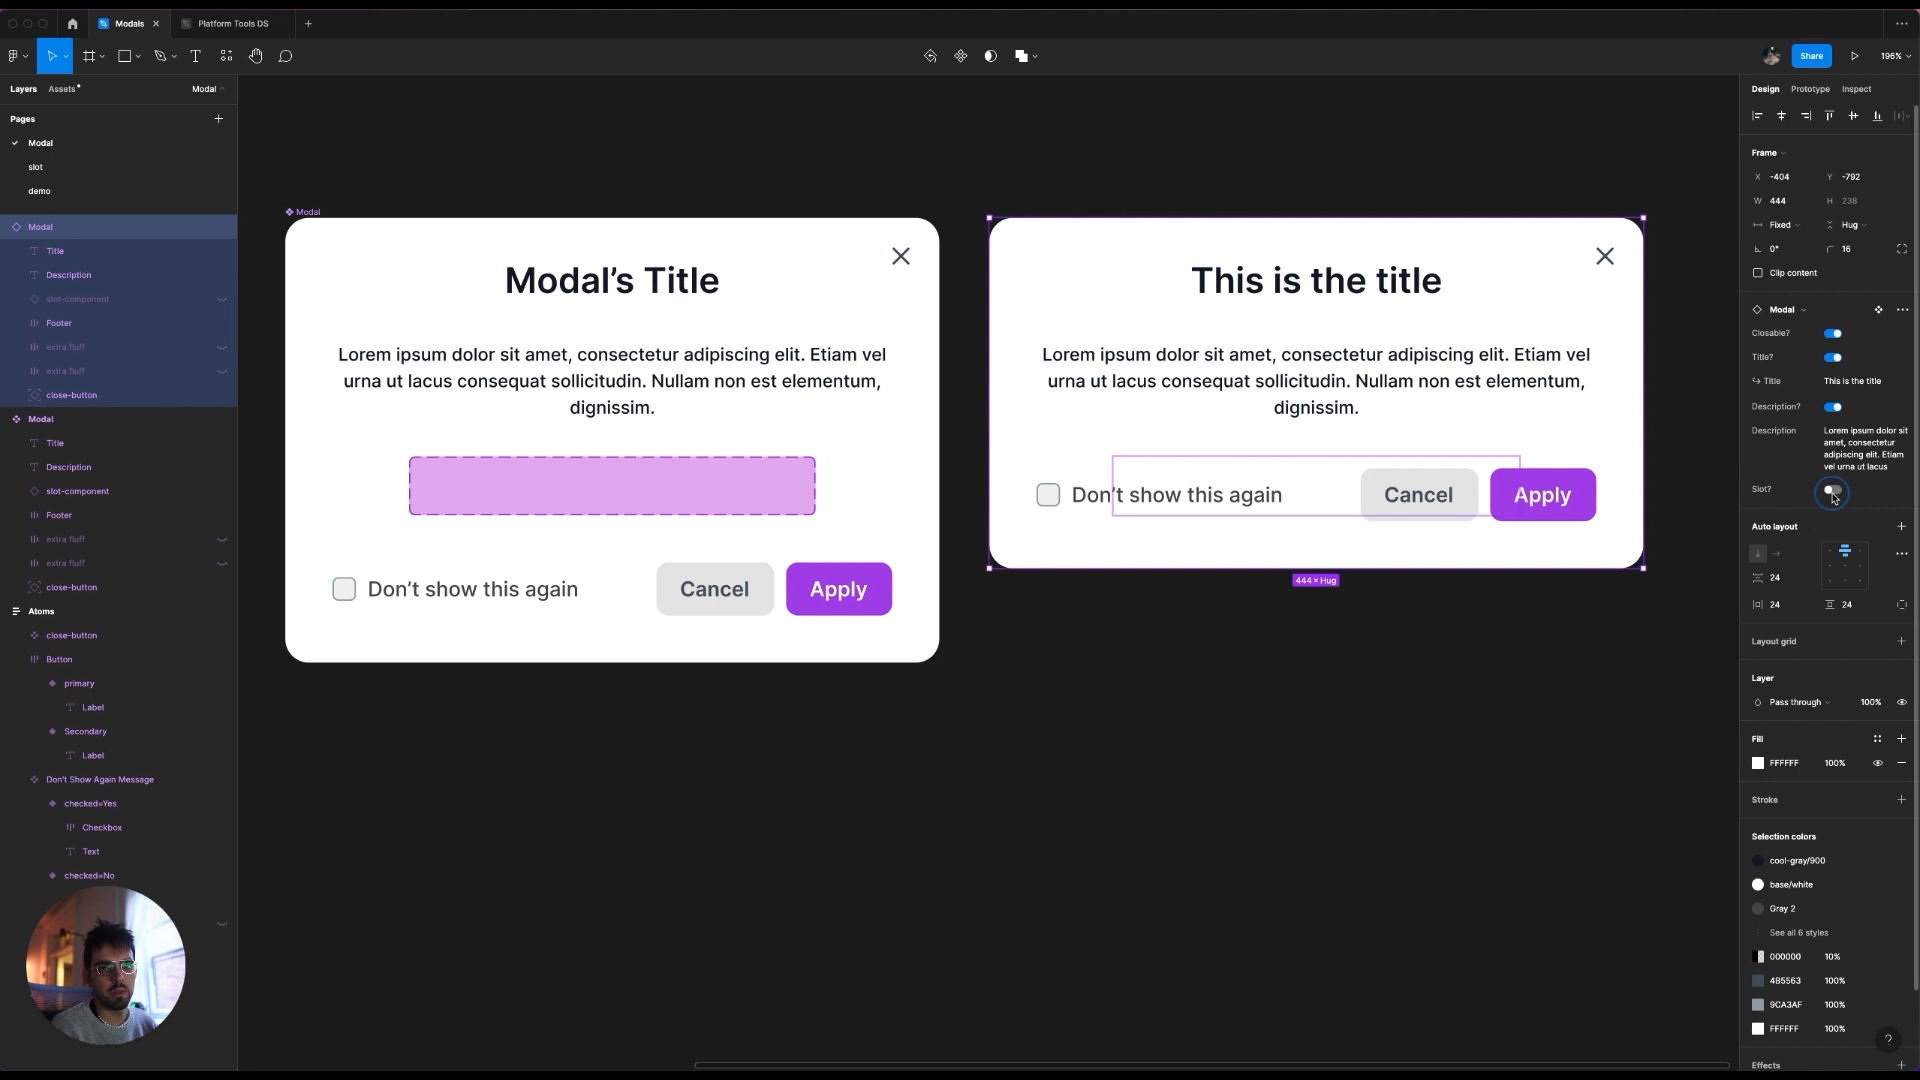 Modals
Platform Tools DS
Share
196%
Layers
Assets
Modal
Pages
Modal
slot
demo
Modal
Title
Description
slot-component
Footer
extra fluff
extra fluff
close-button
Modal
Title
Description
slot-component
Footer
extra fluff
extra fluff
close-button
Atoms
close-button
Button
primary
Label
Secondary
Label
Don't Show Again Message
checked=Yes
Checkbox
Text
checked=No
Modal
Modal’s Title
Lorem ipsum dolor sit amet, consectetur adipiscing elit. Etiam vel
urna ut lacus consequat sollicitudin. Nullam non est elementum,
dignissim.
Don’t show this again
Cancel
Apply
This is the title
Lorem ipsum dolor sit amet, consectetur adipiscing elit. Etiam vel
urna ut lacus consequat sollicitudin. Nullam non est elementum,
dignissim.
Don’t show this again
Cancel
Apply
444 × Hug
Design
Prototype
Inspect
Frame
X -404
Y -792
W 444
H 238
Fixed
Hug
0°
16
Clip content
Modal
Closable?
Title?
Title This is the title
Description?
Description Lorem ipsum dolor sit
amet, consectetur
adipiscing elit. Etiam
vel urna ut lacus
Slot?
Auto layout
24
24
24
Layout grid
Layer
Pass through 100%
Fill
FFFFFF 100%
Stroke
Selection colors
cool-gray/900
base/white
Gray 2
See all 6 styles
000000 10%
4B5563 100%
9CA3AF 100%
FFFFFF 100%
?
Effects